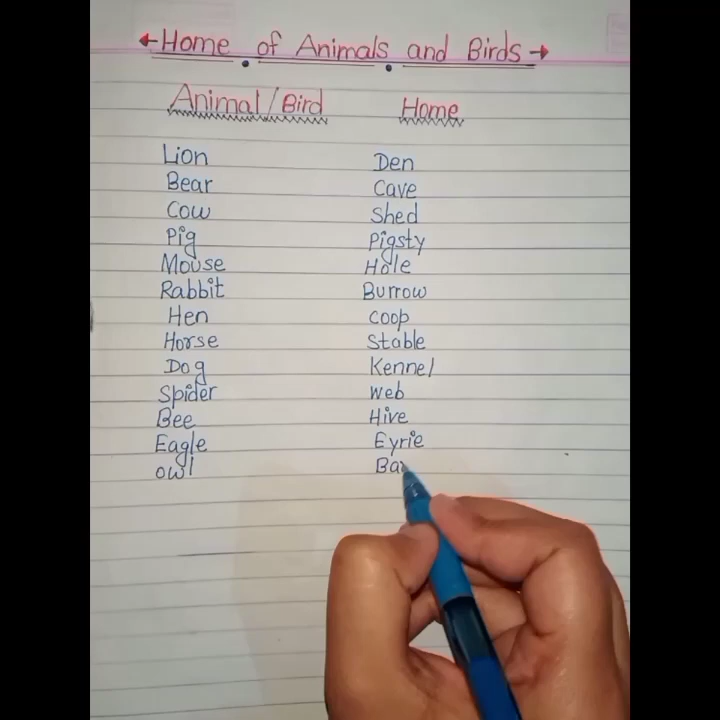 Home of Animals and Birds
Animal/Bird Home
Lion Den
Bear Cave
Cow Shed
Pig Pigsty
Mouse Hole
Rabbit Burrow
Hen Coop
Horse Stable
Dog Kennel
Spider Web
Bee Hive
Eagle Eyrie
owl